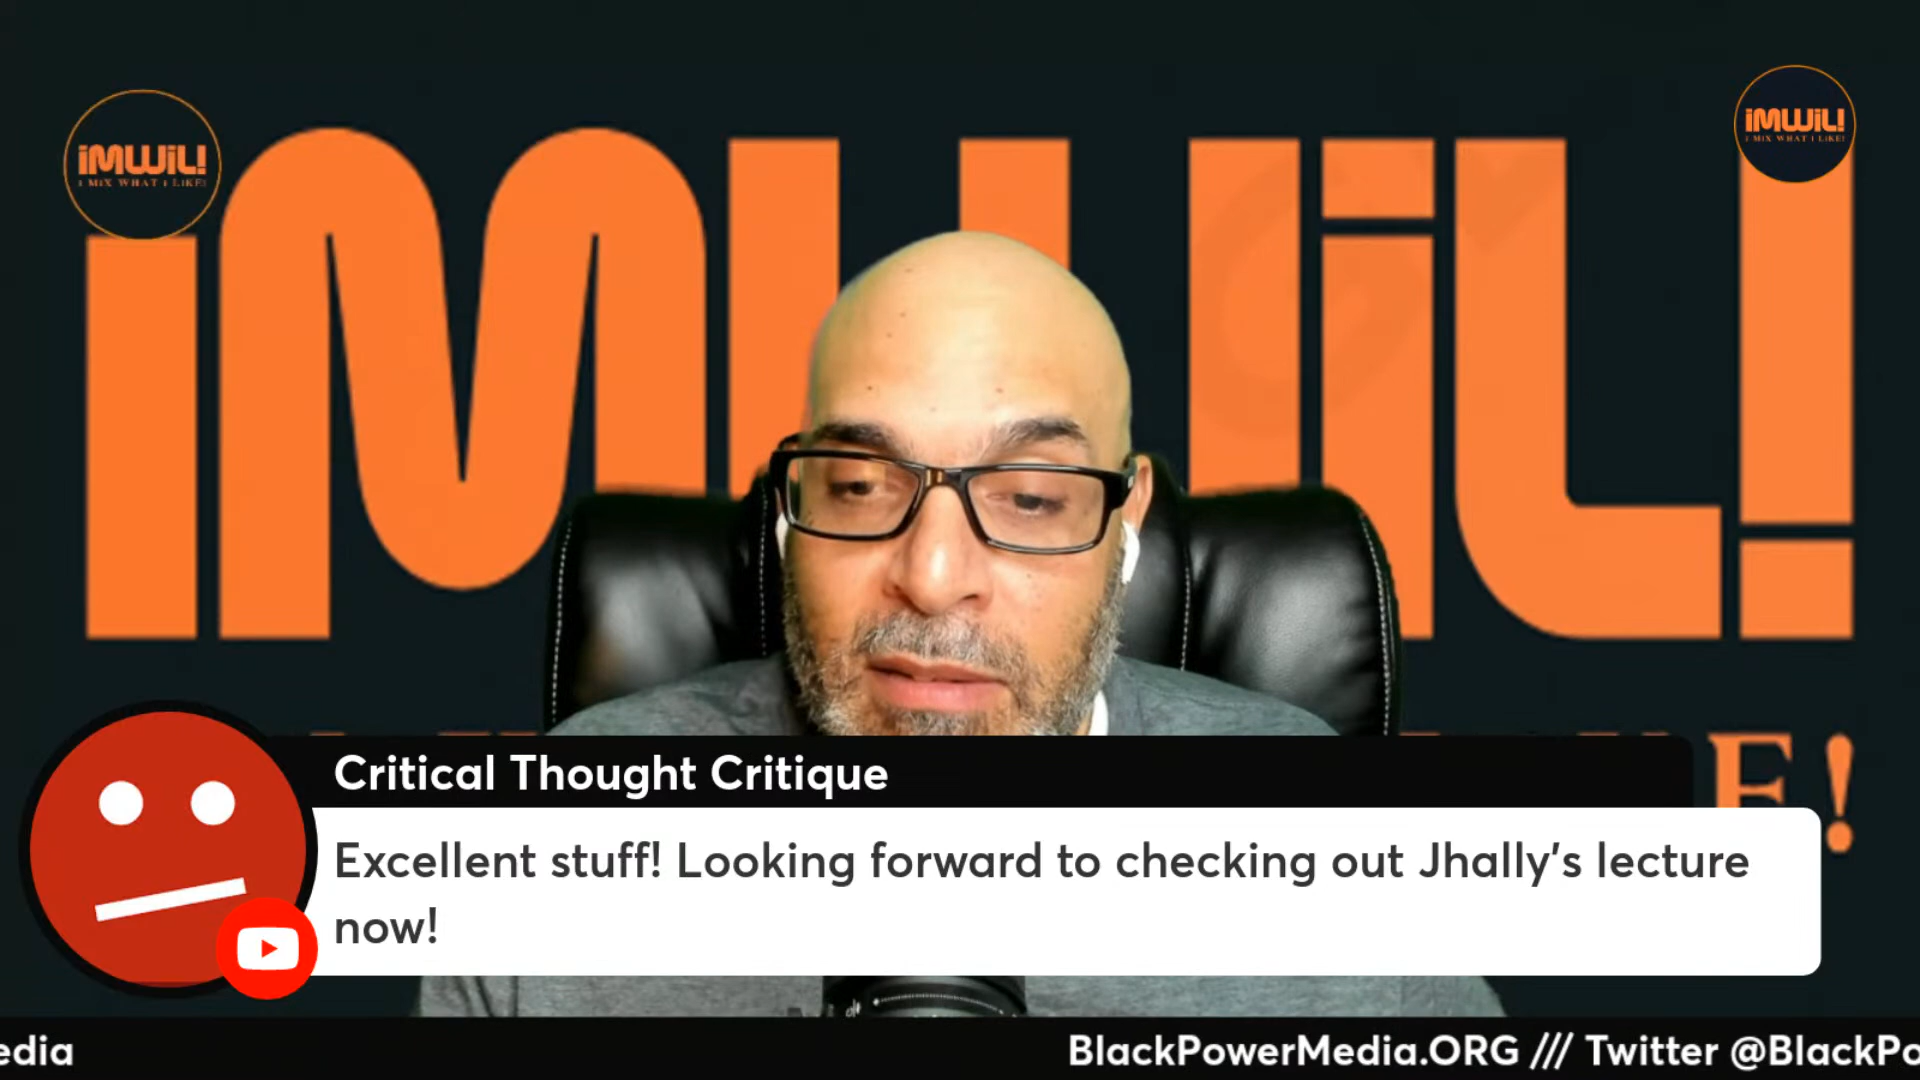 iMWiL!
I MiX WHAT i LiKE!
iMWiL!
I MiX WHAT I LIKE!
iMWiL!
E!
Critical Thought Critique
Excellent stuff! Looking forward to checking out Jhally's lecture
now!
edia
BlackPowerMedia.ORG /// Twitter @BlackPo